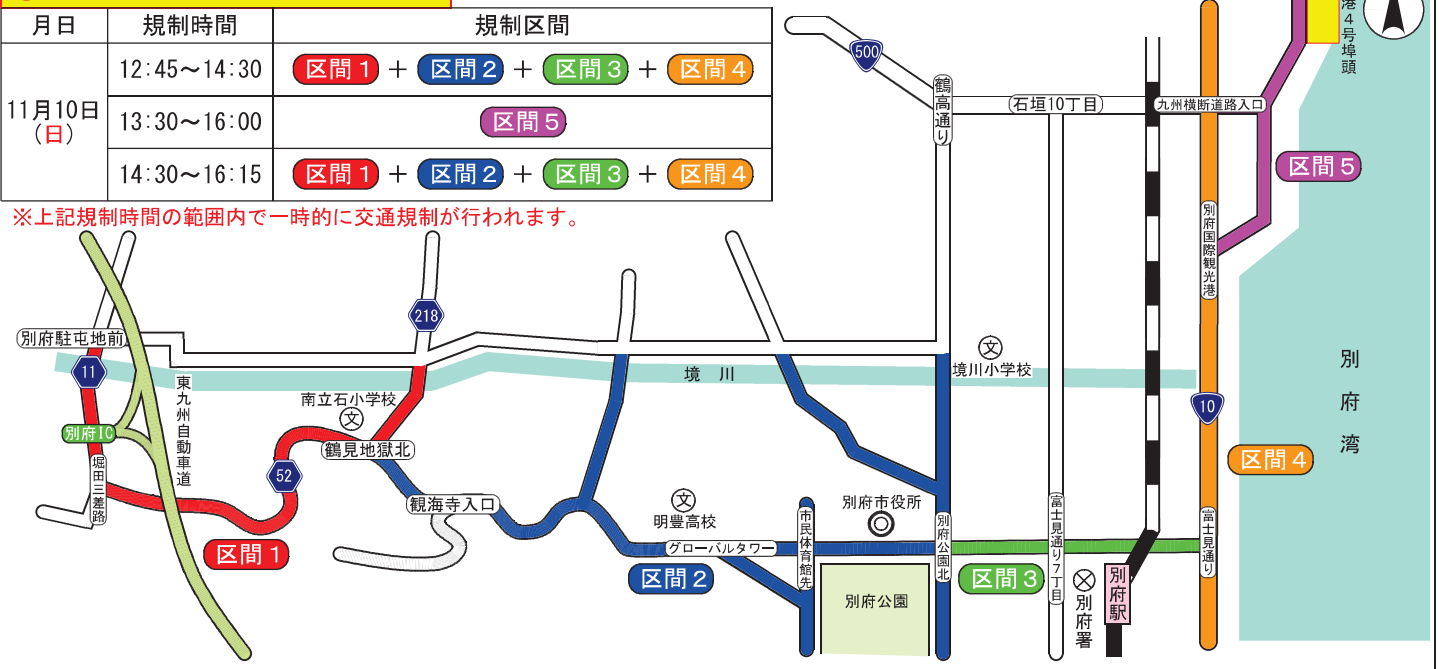 月日 規制時間 規制区間
11月10日
（日）
12:45～14:30 区間1 ＋ 区間2 ＋ 区間3 ＋ 区間4
13:30～16:00 区間5
14:30～16:15 区間1 ＋ 区間2 ＋ 区間3 ＋ 区間4
※上記規制時間の範囲内で一時的に交通規制が行われます。
港4号埠頭
500
鶴高通り
石垣10丁目
九州横断道路入口
区間5
別府国際観光港
218
別府駐屯地前
11
東九州自動車道
境川
文
境川小学校
別府湾
10
南立石小学校
文
鶴見地獄北
別府IC
堀田三差路
52
区間4
観海寺入口
文
明豊高校
市民体育館先
別府市役所
別府公園北
富士見通り7丁目
富士見通り
グローバルタワー
区間1
区間2
区間3
別府公園
別府署
別府駅